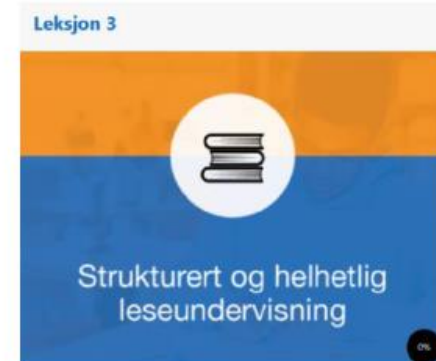 Leksjon 3
Strukturert og helhetlig
leseundervisning
0%